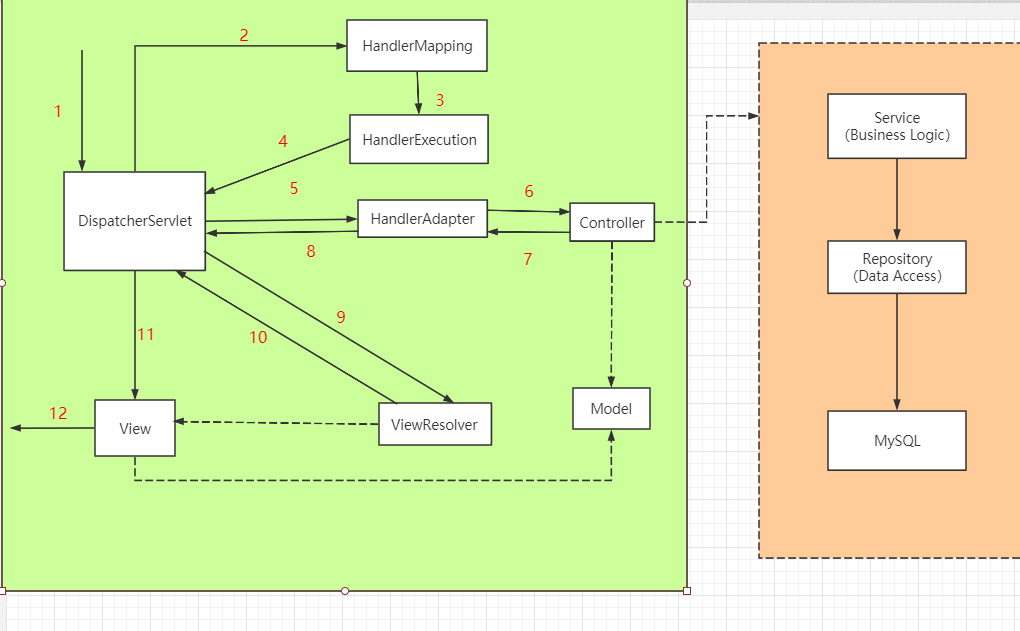 2
HandlerMapping
1
3
4
HandlerExecution
5
6
DispatcherServlet
HandlerAdapter
Controller
8
7
9
10
11
12
View
ViewResolver
Model
Service
(Business Logic)
Repository
(Data Access)
MySQL